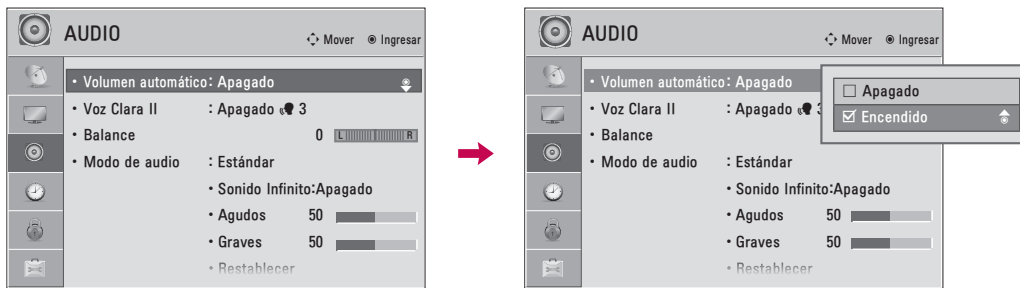 AUDIO
Mover Ingresar
• Volumen automático: Apagado
• Voz Clara II : Apagado 3
• Balance 0 L R
• Modo de audio : Estándar
• Sonido Infinito:Apagado
• Agudos 50
• Graves 50
• Restablecer
AUDIO
Mover Ingresar
• Volumen automático: Apagado
• Voz Clara II : Apagado 3
• Balance
• Modo de audio : Estándar
• Sonido Infinito:Apagado
• Agudos 50
• Graves 50
• Restablecer
Apagado
Encendido